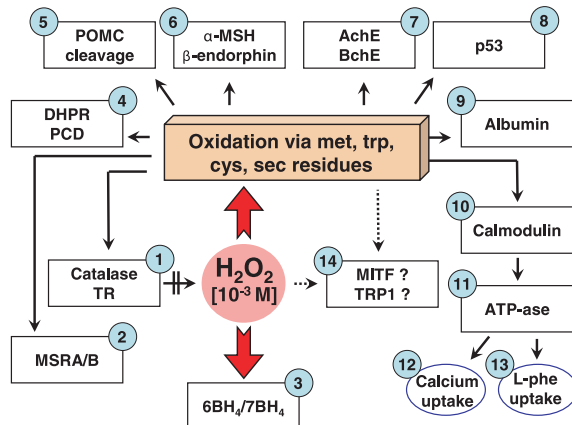 5
POMC
cleavage
6
α-MSH
β-endorphin
7
AchE
BchE
8
p53
4
DHPR
PCD
Oxidation via met, trp,
cys, sec residues
9
Albumin
10
Calmodulin
1
Catalase
TR
H₂O₂
[10⁻³ M]
14
MITF ?
TRP1 ?
11
ATP-ase
2
MSRA/B
3
6BH₄/7BH₄
12
Calcium
uptake
13
L-phe
uptake